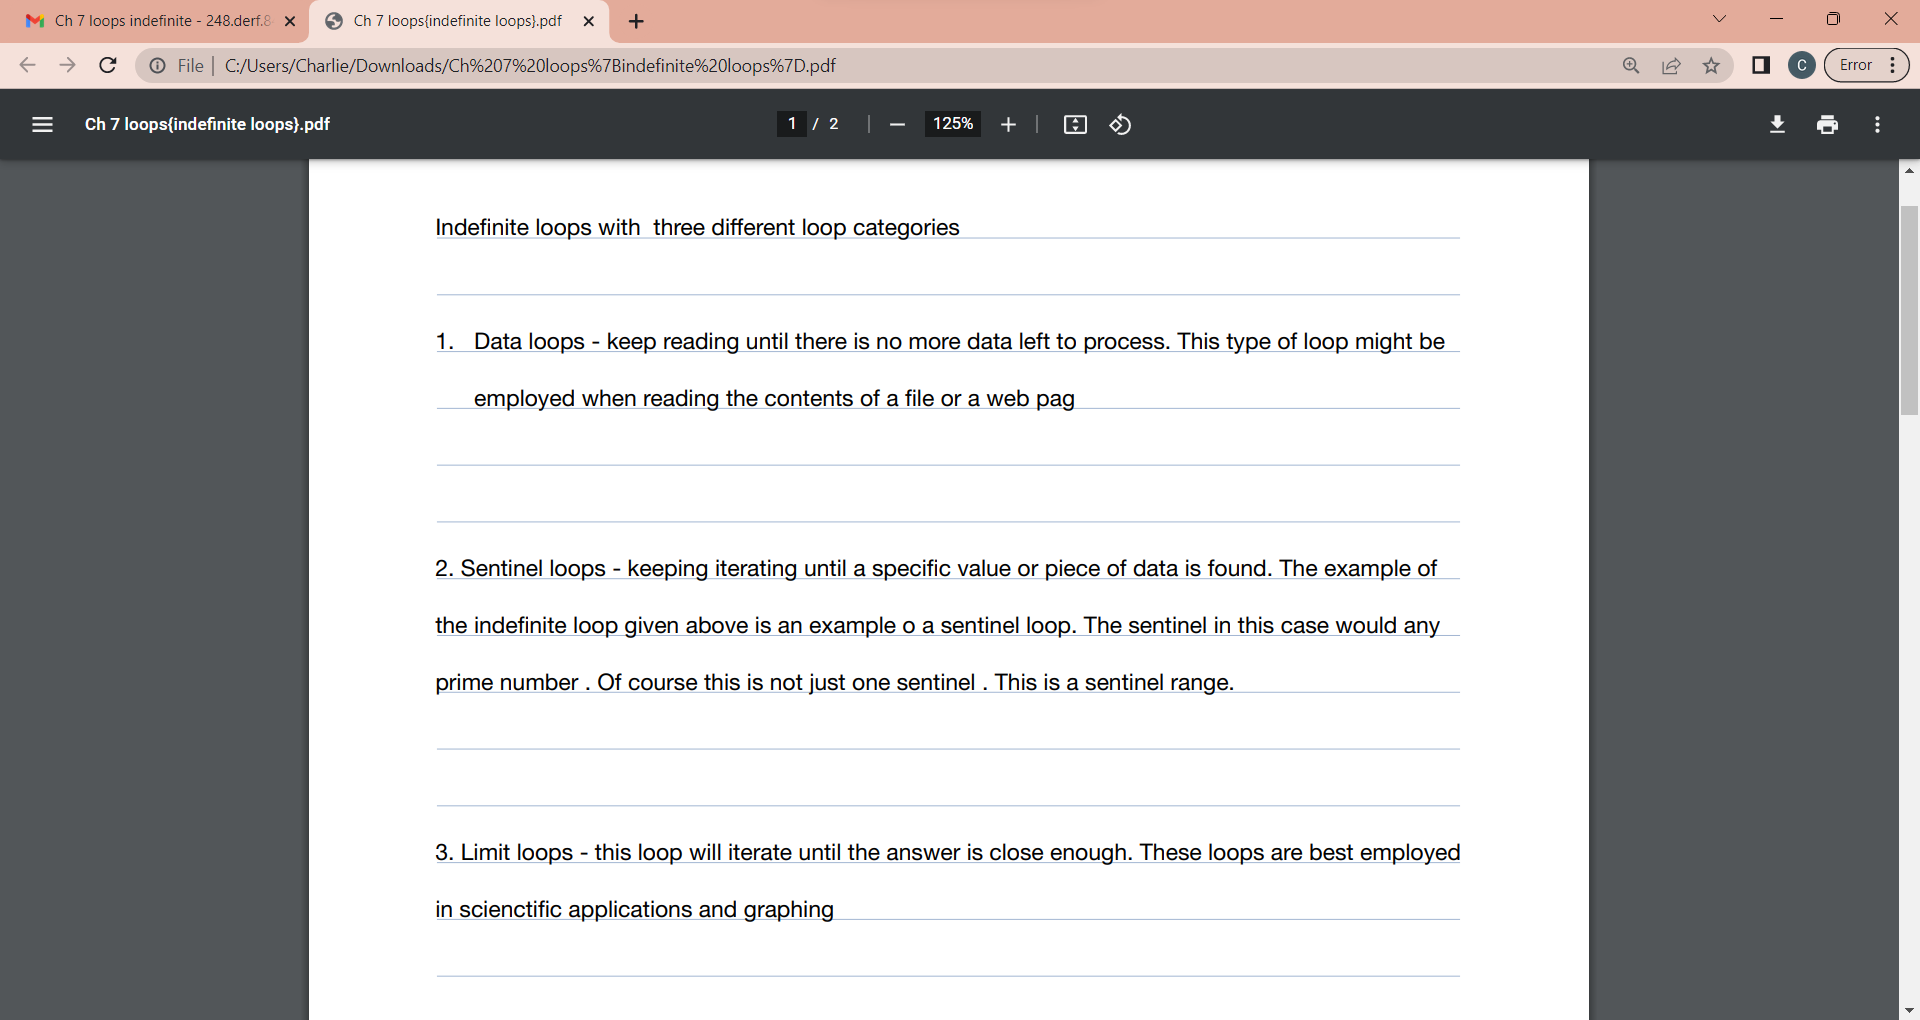 Ch 7 loops indefinite - 248.derf.8
Ch 7 loops{indefinite loops}.pdf
File | C:/Users/Charlie/Downloads/Ch%207%20loops%7Bindefinite%20loops%7D.pdf
C
Error
Ch 7 loops{indefinite loops}.pdf
1 / 2
125%
Indefinite loops with  three different loop categories
1. Data loops - keep reading until there is no more data left to process. This type of loop might be
employed when reading the contents of a file or a web pag
2. Sentinel loops - keeping iterating until a specific value or piece of data is found. The example of
the indefinite loop given above is an example o a sentinel loop. The sentinel in this case would any
prime number . Of course this is not just one sentinel . This is a sentinel range.
3. Limit loops - this loop will iterate until the answer is close enough. These loops are best employed
in scienctific applications and graphing